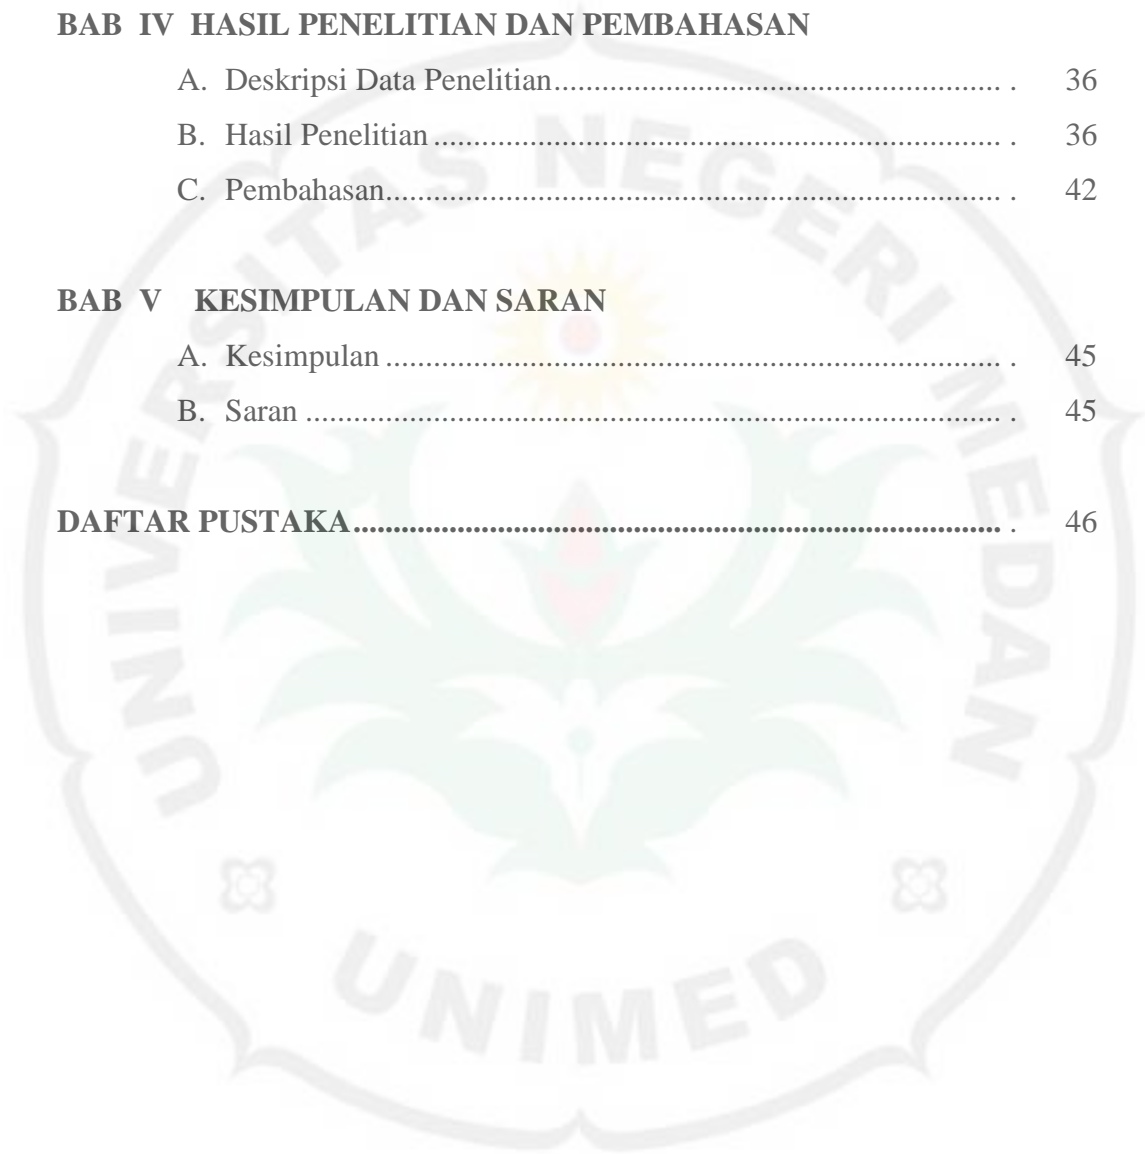 BAB IV HASIL PENELITIAN DAN PEMBAHASAN
A. Deskripsi Data Penelitian........................................................ . 36
B. Hasil Penelitian ....................................................................... . 36
C. Pembahasan............................................................................. . 42
BAB V KESIMPULAN DAN SARAN
A. Kesimpulan ............................................................................. . 45
B. Saran ....................................................................................... . 45
DAFTAR PUSTAKA................................................................................. . 46
UNIVERSITAS NEGERI MEDAN
UNIMED